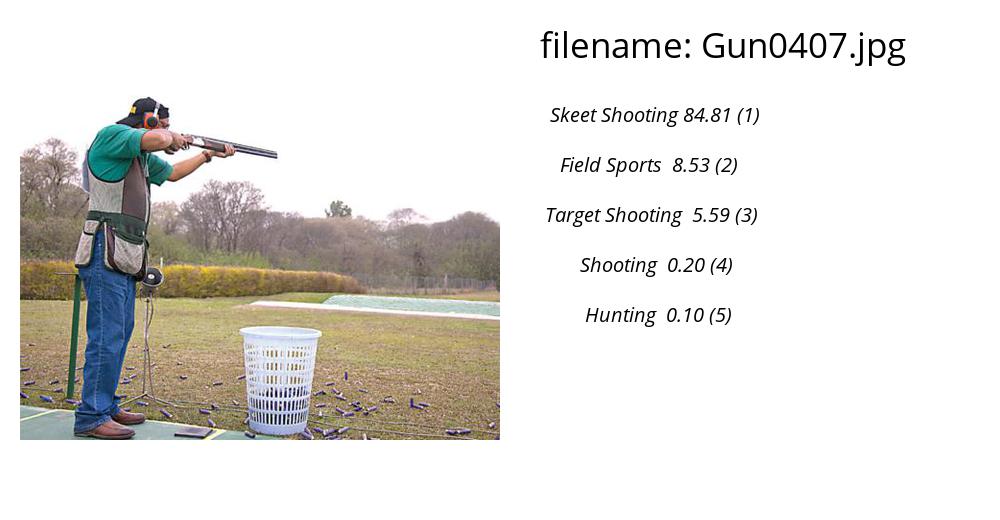 filename: Gun0407.jpg
Skeet Shooting 84.81 (1)
Field Sports 8.53 (2)
Target Shooting 5.59 (3)
Shooting 0.20 (4)
Hunting 0.10 (5)